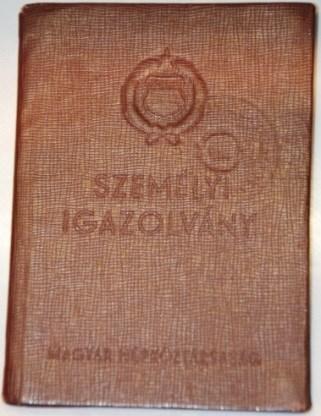 SZEMÉLYI
IGAZOLVÁNY
MAGYAR NÉPKÖZTÁRSASÁG